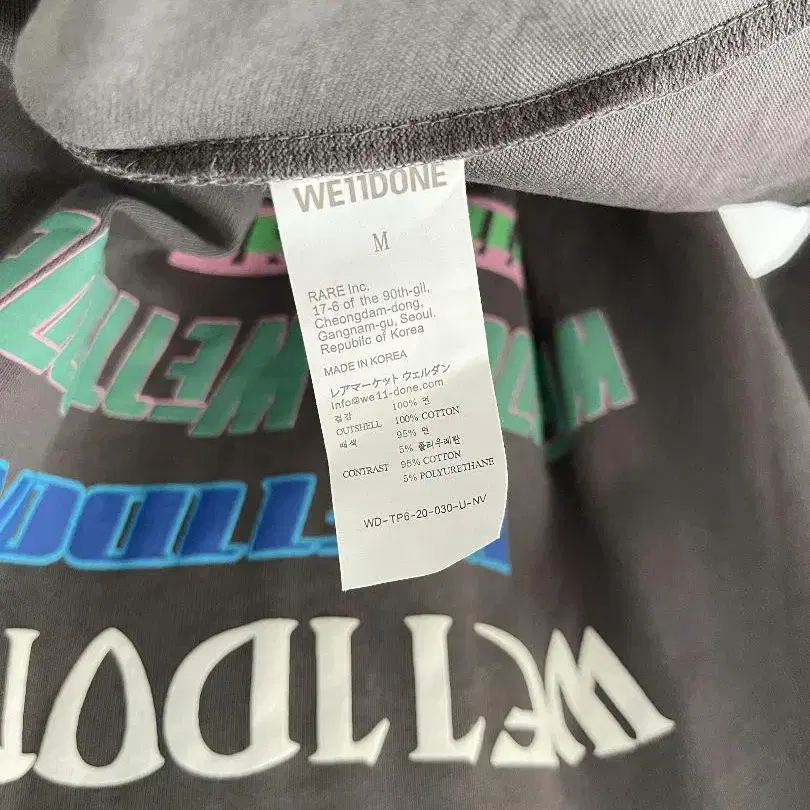 WE11DONE
M
RARE Inc.
17-6 of the 90th-gil,
Cheongdam-dong,
Gangnam-gu, Seoul.
Republic of Korea
MADE IN KOREA
レアマーケット ウェルダン
info@we11-done.com
겉감 100% 면
OUTSHELL 100% COTTON
배색 95% 면
5% 폴리우레탄
CONTRAST 95% COTTON
5% POLYURETHANE
WD-TP6-20-030-U-NV
WE11DON